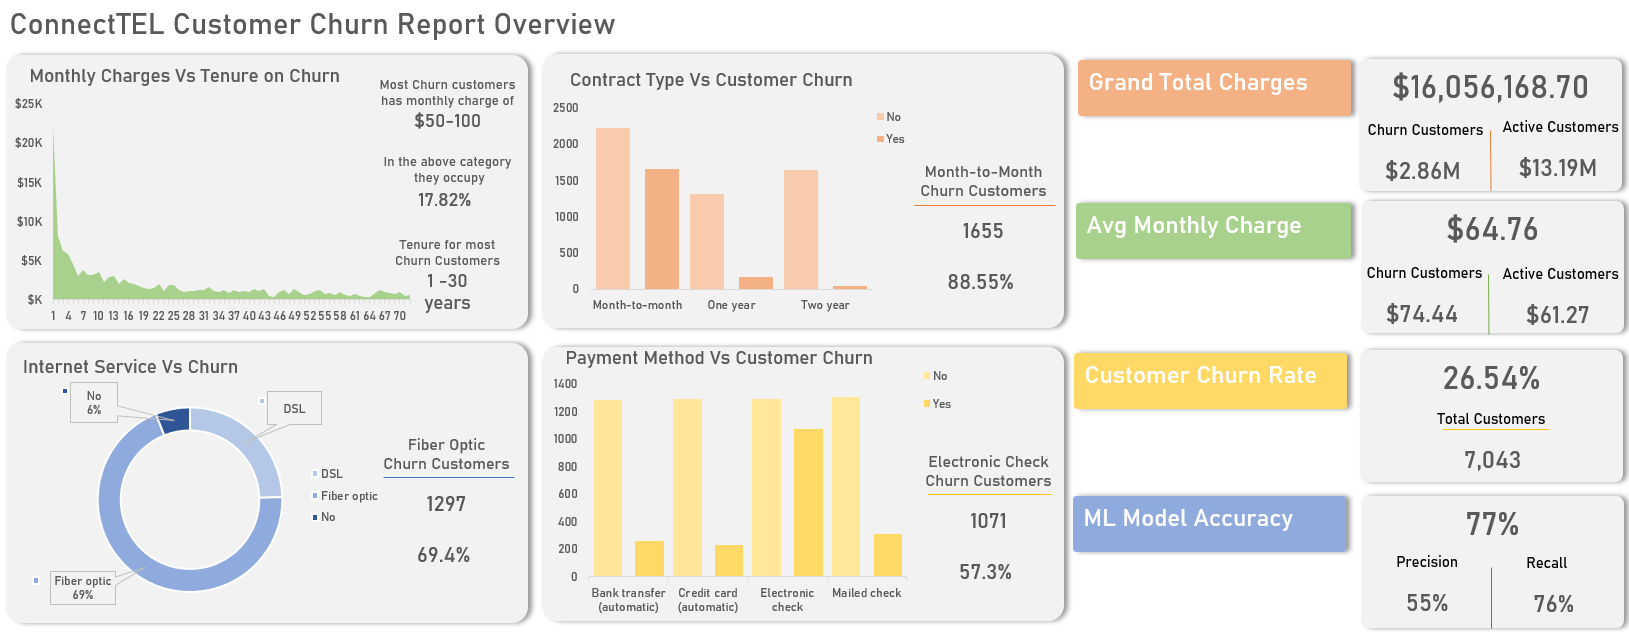 ConnectTEL Customer Churn Report Overview
Monthly Charges Vs Tenure on Churn
$25K
$20K
$15K
$10K
$5K
$K
1 4 7 10 13 16 19 22 25 28 31 34 37 40 43 46 49 52 55 58 61 64 67 70
Most Churn customers
has monthly charge of
$50-100
In the above category
they occupy
17.82%
Tenure for most
Churn Customers
1 -30
years
Contract Type Vs Customer Churn
2500
2000
1500
1000
500
0
Month-to-month One year Two year
No
Yes
Month-to-Month
Churn Customers
1655
88.55%
Grand Total Charges
$16,056,168.70
Churn Customers
$2.86M
Active Customers
$13.19M
Avg Monthly Charge
$64.76
Churn Customers
$74.44
Active Customers
$61.27
Internet Service Vs Churn
No
6%
DSL
Fiber optic
69%
DSL
Fiber optic
No
Fiber Optic
Churn Customers
1297
69.4%
Payment Method Vs Customer Churn
1400
1200
1000
800
600
400
200
0
Bank transfer
(automatic)
Credit card
(automatic)
Electronic
check
Mailed check
No
Yes
Electronic Check
Churn Customers
1071
57.3%
Customer Churn Rate
26.54%
Total Customers
7,043
ML Model Accuracy
77%
Precision
55%
Recall
76%